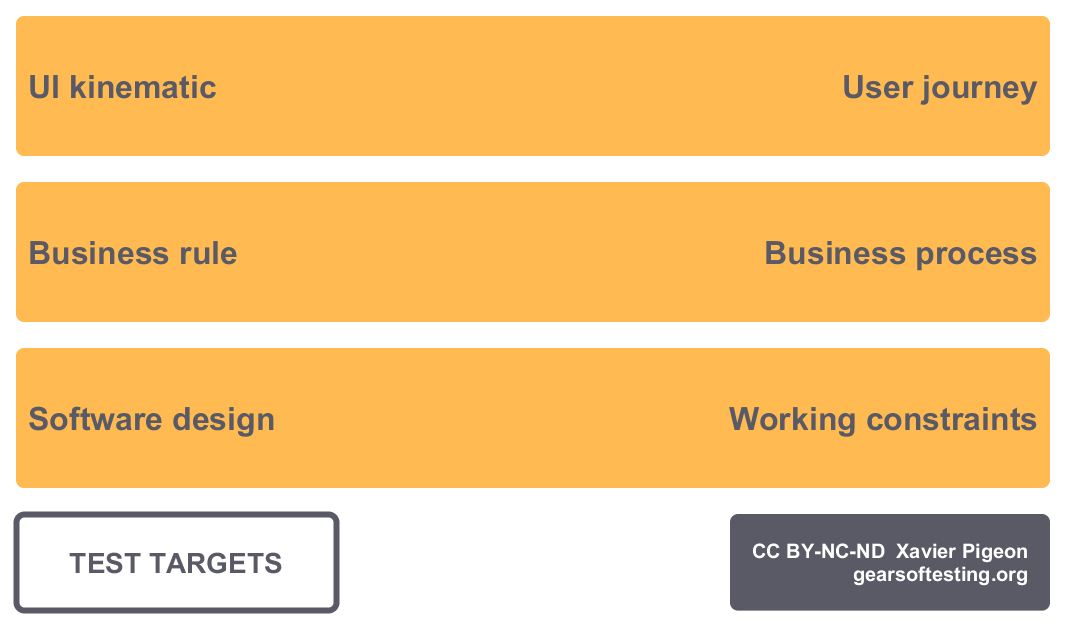 UI kinematic User journey
Business rule Business process
Software design Working constraints
TEST TARGETS
CC BY-NC-ND Xavier Pigeon
gearsoftesting.org